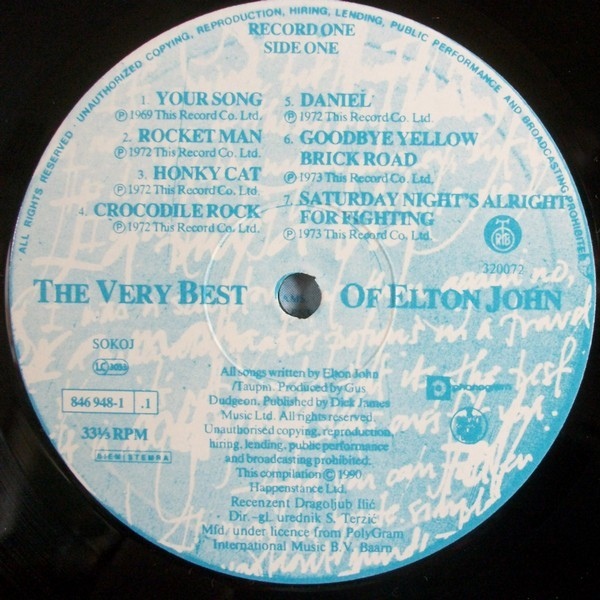 ALL RIGHTS RESERVED UNAUTHORIZED COPYING, REPRODUCTION, HIRING, LENDING, PUBLIC PERFORMANCE AND BROADCASTING PROHIBITED
RECORD ONE
SIDE ONE
1. YOUR SONG
Ⓟ 1969 This Record Co. Ltd.
2. ROCKET MAN
Ⓟ 1972 This Record Co. Ltd.
3. HONKY CAT
Ⓟ 1972 This Record Co. Ltd.
4. CROCODILE ROCK
Ⓟ 1972 This Record Co. Ltd.
5. DANIEL
Ⓟ 1972 This Record Co. Ltd.
6. GOODBYE YELLOW
BRICK ROAD
Ⓟ 1973 This Record Co. Ltd.
7. SATURDAY NIGHT'S ALRIGHT
FOR FIGHTING
Ⓟ 1973 This Record Co. Ltd.
RTB
320072
THE VERY BEST OF ELTON JOHN
SOKOJ
846 948-1 .1
33⅓ RPM
BIEM/STEMRA
All songs written by Elton John
/Taupin. Produced by Gus
Dudgeon. Published by Dick James
Music Ltd. All rights reserved.
Unauthorised copying, reproduction,
hiring, lending, public performance
and broadcasting prohibited.
This compilation © 1990
Happenstance Ltd.
Recenzent Dragoljub Ilić
Dir.-gl. urednik S. Terzić
Mfd. under licence from PolyGram
International Music B.V. Baarn
phonogram